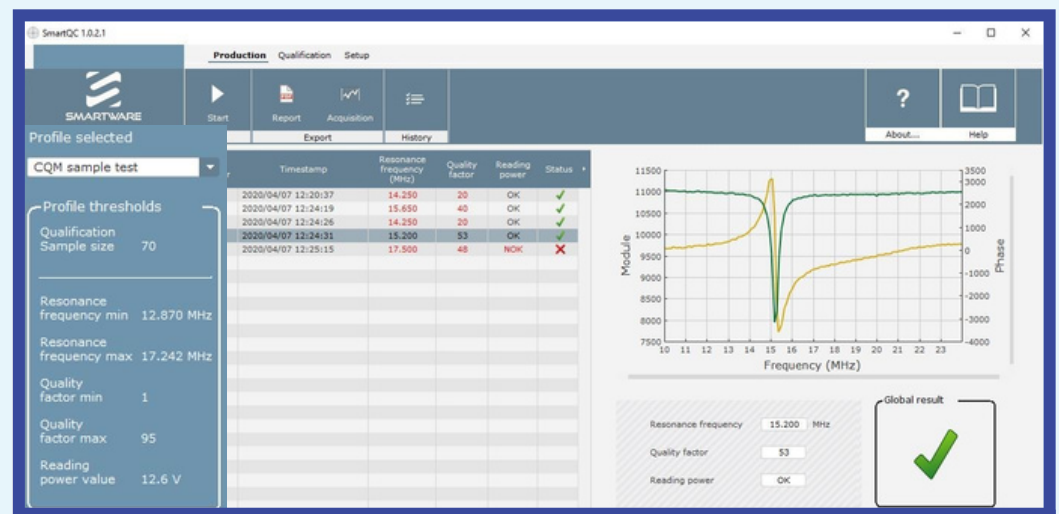 SmartQC 1.0.2.1
Production Qualification Setup
SMARTWARE
Start Report Acquisition
Export History
About... Help
Profile selected
CQM sample test
Profile thresholds
Qualification
Sample size 70
Resonance
frequency min 12.870 MHz
Resonance
frequency max 17.242 MHz
Quality
factor min 1
Quality
factor max 95
Reading
power value 12.6 V
Timestamp Resonance frequency (MHz) Quality factor Reading power Status
2020/04/07 12:20:37 14.250 20 OK
2020/04/07 12:24:19 15.650 40 OK
2020/04/07 12:24:26 14.250 20 OK
2020/04/07 12:24:31 15.200 53 OK
2020/04/07 12:25:15 17.500 48 NOK
Module
11500
11000
10500
10000
9500
9000
8500
8000
7500
3500
3000
2000
1000
0
-1000
-2000
-3000
-4000
Phase
10 11 12 13 14 15 16 17 18 19 20 21 22 23
Frequency (MHz)
Resonance frequency 15.200 MHz
Quality factor 53
Reading power OK
Global result